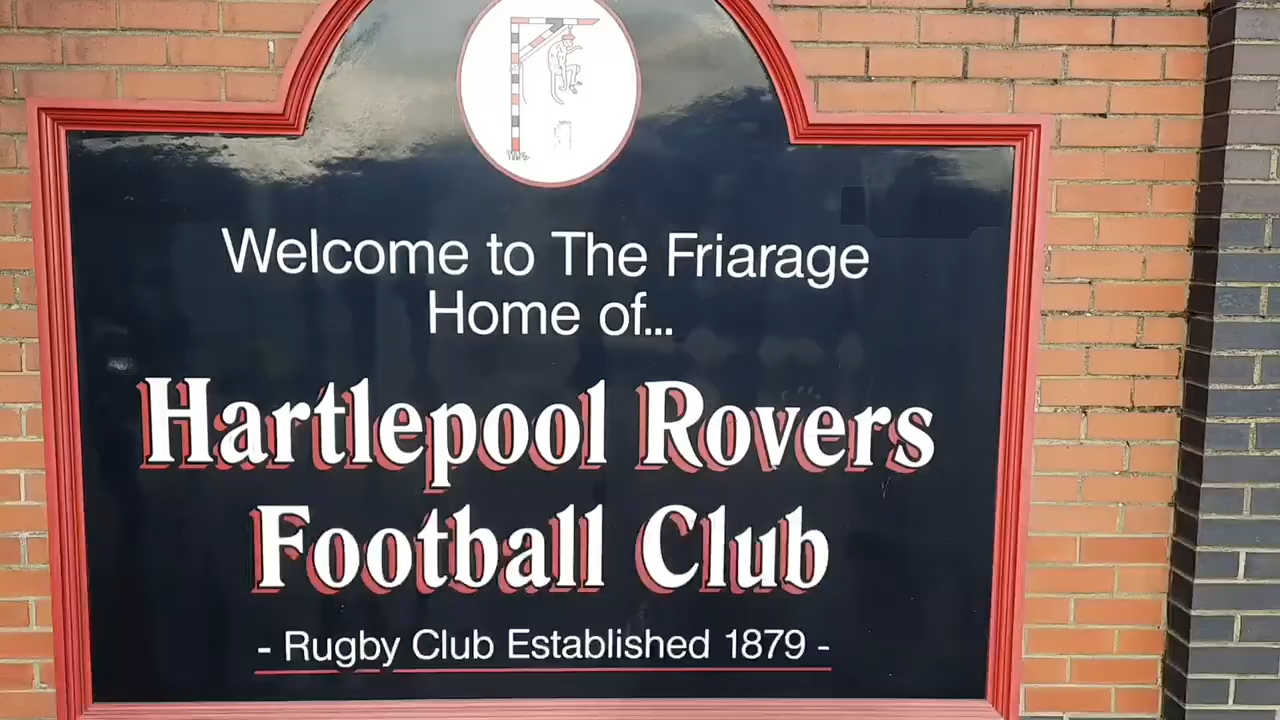 Welcome to The Friarage
Home of...
Hartlepool Rovers
Football Club
- Rugby Club Established 1879 -